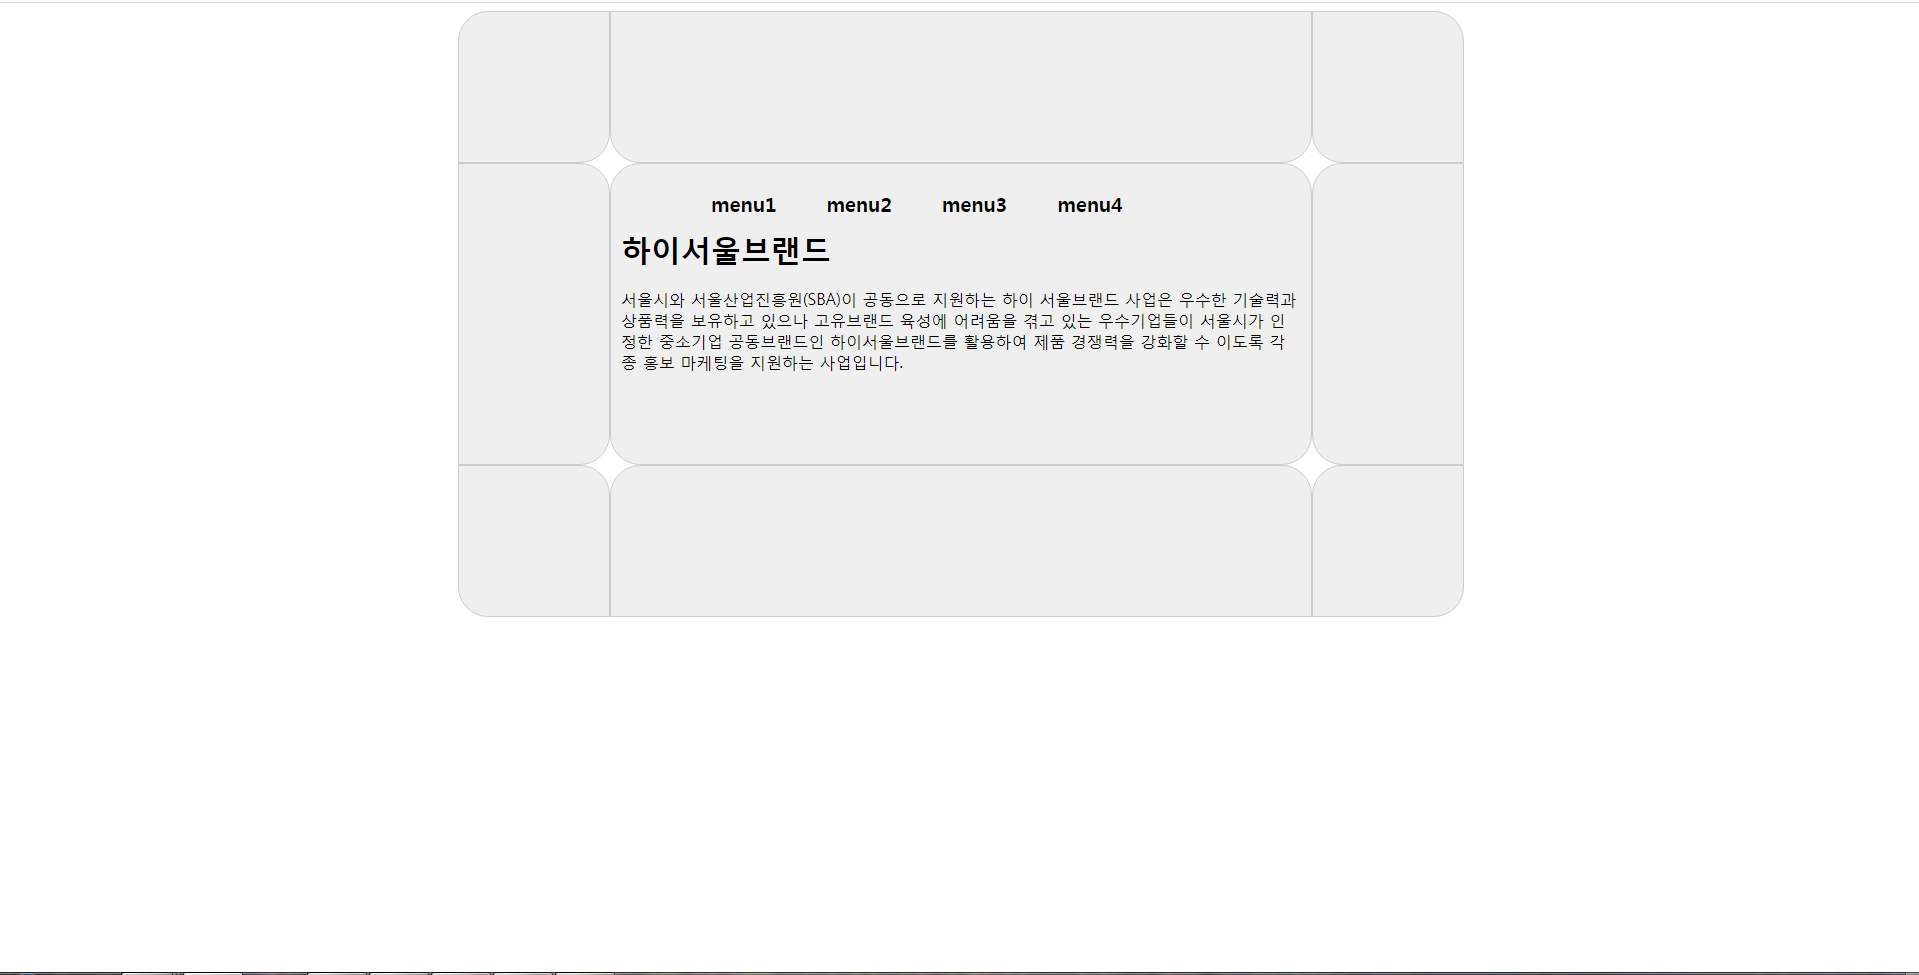 menu1 menu2 menu3 menu4
하이서울브랜드
서울시와 서울산업진흥원(SBA)이 공동으로 지원하는 하이 서울브랜드 사업은 우수한 기술력과
상품력을 보유하고 있으나 고유브랜드 육성에 어려움을 겪고 있는 우수기업들이 서울시가 인
정한 중소기업 공동브랜드인 하이서울브랜드를 활용하여 제품 경쟁력을 강화할 수 이도록 각
종 홍보 마케팅을 지원하는 사업입니다.